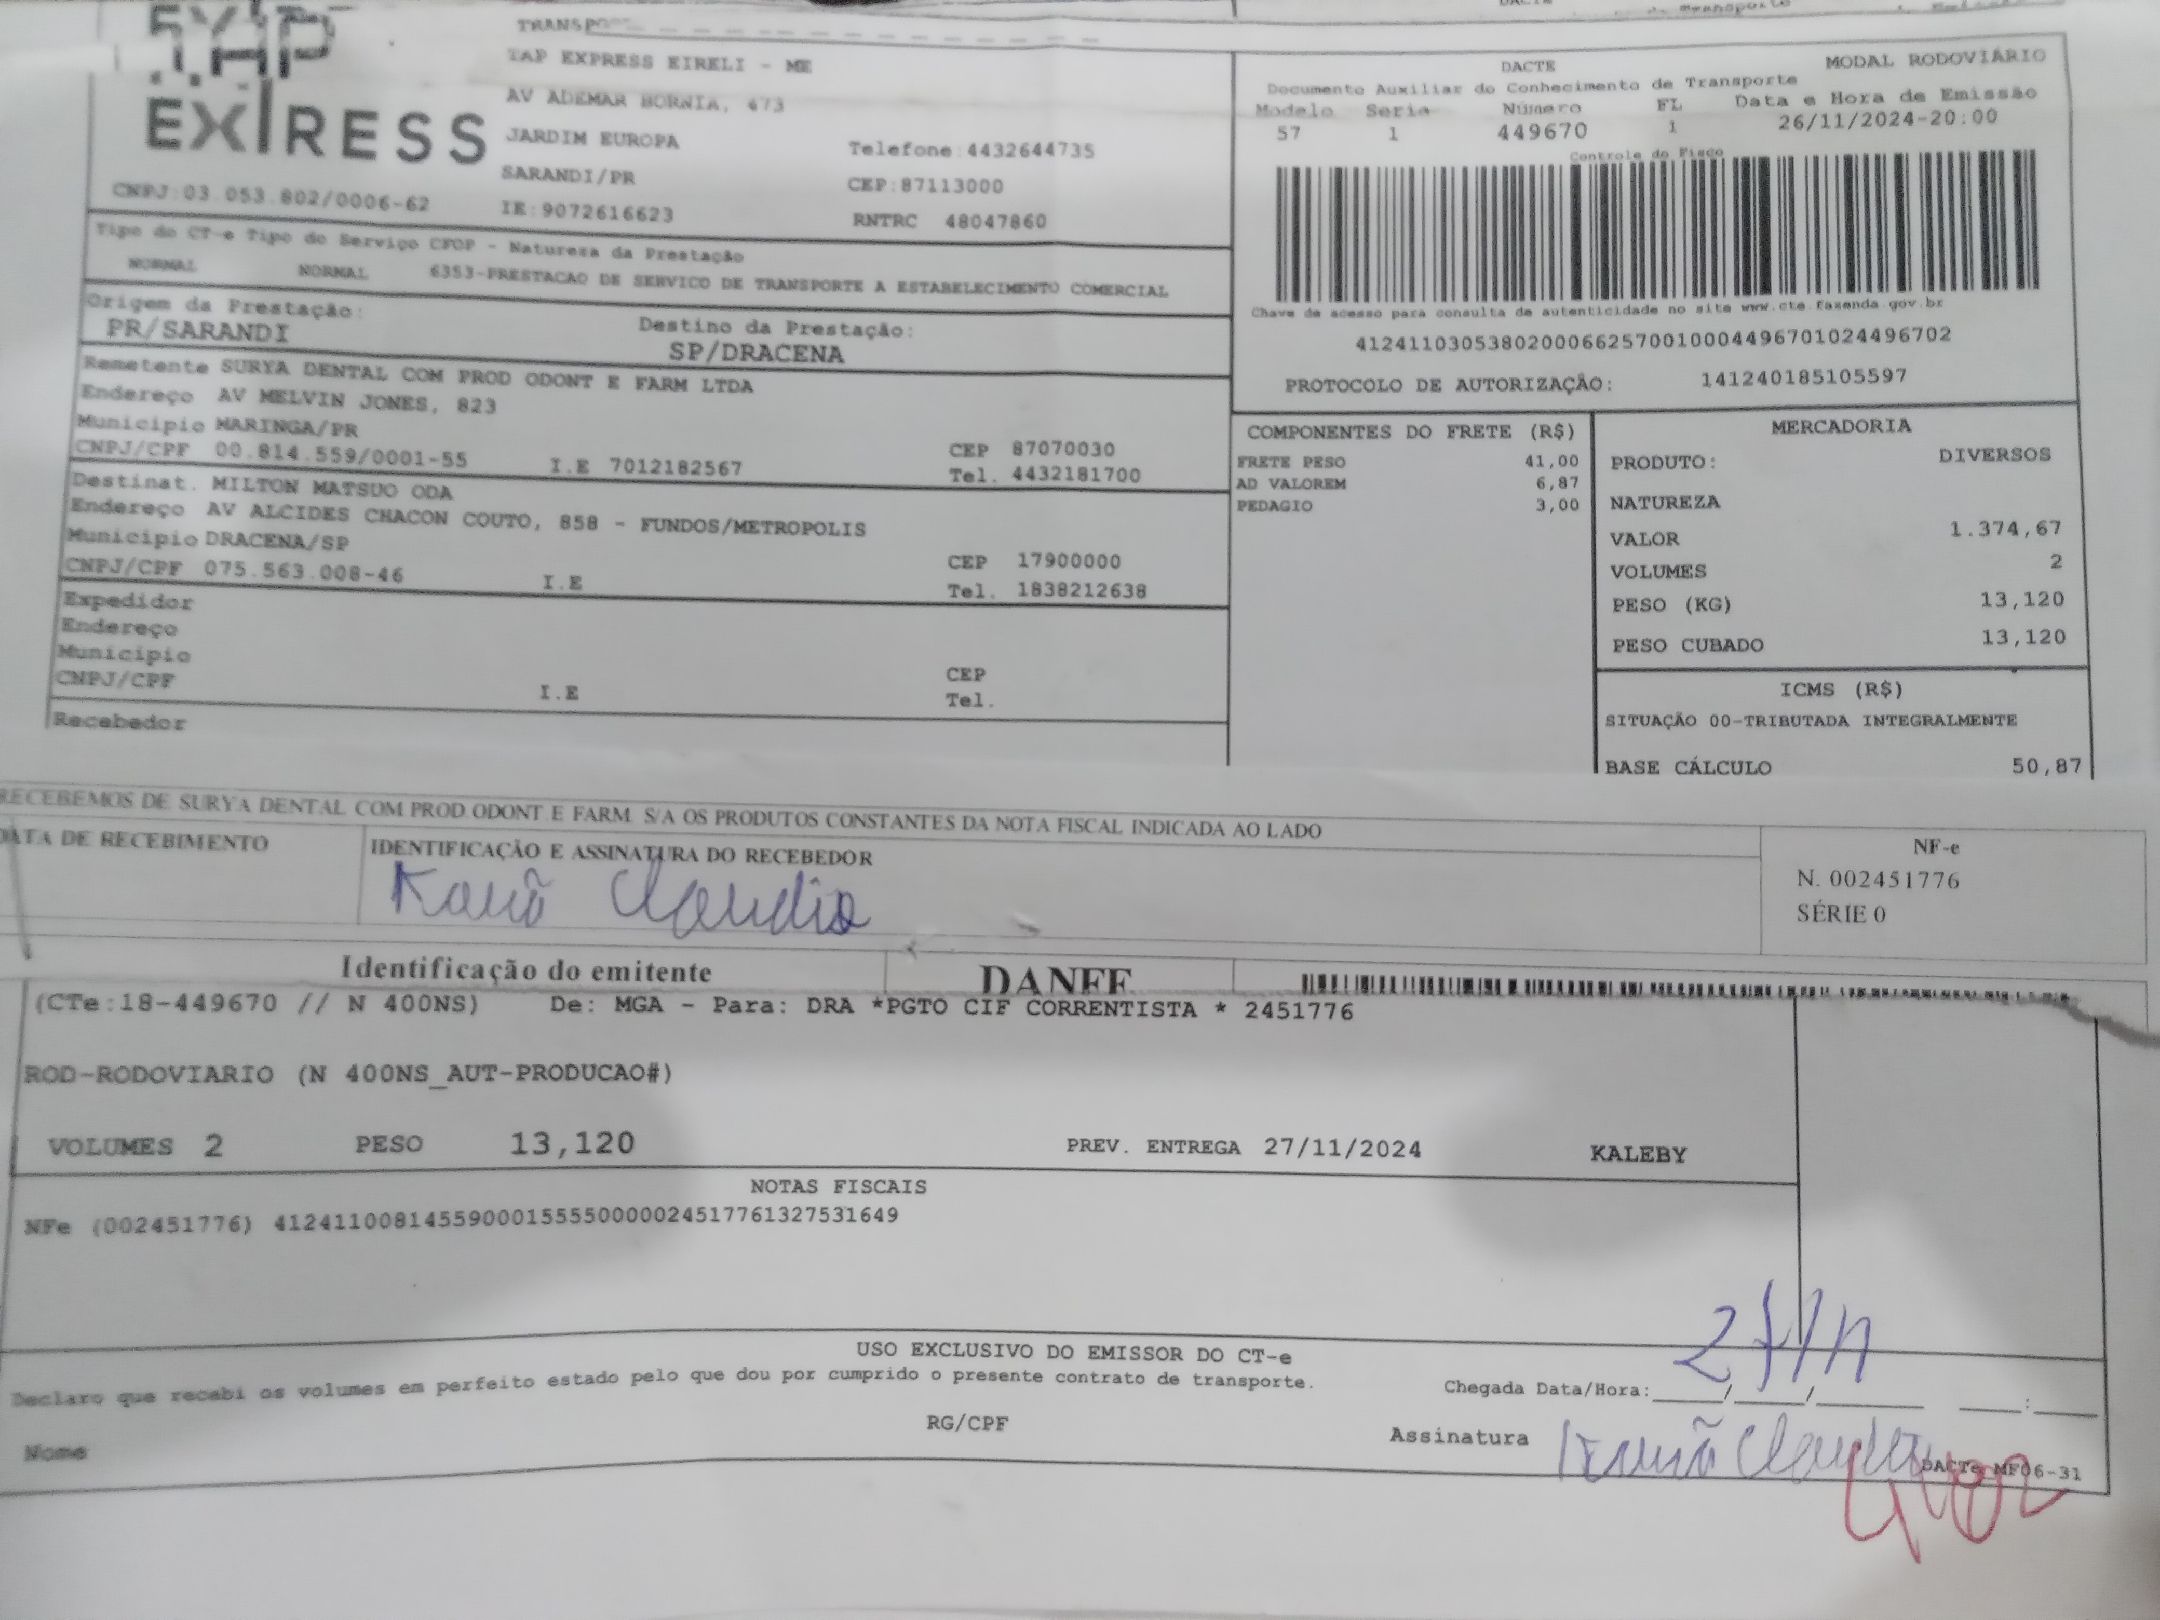 EXPRESS
TAP EXPRESS EIRELI - ME
AV ADEMAR BORNIA, 473
JARDIM EUROPA
Telefone:4432644735
SARANDI/PR
CEP:87113000
CNPJ:03.053.802/0006-62
IE:9072616623
RNTRC 48047860
DACTE
MODAL RODOVIÁRIO
Documento Auxiliar do Conhecimento de Transporte
Modelo Serie Número FL Data e Hora de Emissão
57 1 449670 1 26/11/2024-20:00
Controle do Fisco
Chave de acesso para consulta de autenticidade no site www.cte.fazenda.gov.br
41241103053802000662570010004496701024496702
PROTOCOLO DE AUTORIZAÇÃO: 141240185105597
Tipo do CT-e Tipo do Serviço CFOP - Natureza da Prestação
NORMAL NORMAL 6353-PRESTACAO DE SERVICO DE TRANSPORTE A ESTABELECIMENTO COMERCIAL
Origem da Prestação:
PR/SARANDI
Destino da Prestação:
SP/DRACENA
Remetente SURYA DENTAL COM PROD ODONT E FARM LTDA
Endereço AV MELVIN JONES, 823
Municipio MARINGA/PR
CEP 87070030
CNPJ/CPF 00.814.559/0001-55 I.E 7012182567 Tel. 4432181700
Destinat. MILTON MATSUO ODA
Endereço AV ALCIDES CHACON COUTO, 858 - FUNDOS/METROPOLIS
Municipio DRACENA/SP
CEP 17900000
CNPJ/CPF 075.563.008-46 I.E Tel. 1838212638
Expedidor
Endereço
Municipio
CEP
CNPJ/CPF I.E Tel.
Recebedor
COMPONENTES DO FRETE (R$)
FRETE PESO 41,00
AD VALOREM 6,87
PEDAGIO 3,00
MERCADORIA
PRODUTO: DIVERSOS
NATUREZA
VALOR 1.374,67
VOLUMES 2
PESO (KG) 13,120
PESO CUBADO 13,120
ICMS (R$)
SITUAÇÃO 00-TRIBUTADA INTEGRALMENTE
BASE CÁLCULO 50,87
RECEBEMOS DE SURYA DENTAL COM PROD ODONT E FARM S/A OS PRODUTOS CONSTANTES DA NOTA FISCAL INDICADA AO LADO
DATA DE RECEBIMENTO
IDENTIFICAÇÃO E ASSINATURA DO RECEBEDOR
Kauã Claudio
NF-e
N. 002451776
SÉRIE 0
Identificação do emitente
DANFE
(CTe:18-449670 // N 400NS) De: MGA - Para: DRA *PGTO CIF CORRENTISTA * 2451776
ROD-RODOVIARIO (N 400NS_AUT-PRODUCAO#)
VOLUMES 2 PESO 13,120 PREV. ENTREGA 27/11/2024 KALEBY
NOTAS FISCAIS
NFe (002451776) 41241100814559000155550000024517761327531649
USO EXCLUSIVO DO EMISSOR DO CT-e
27/11
Declaro que recebi os volumes em perfeito estado pelo que dou por cumprido o presente contrato de transporte.
Chegada Data/Hora:____/____/______ ____:____
Nome
RG/CPF
Assinatura Kauã Claudio
DACTe_MF06-31